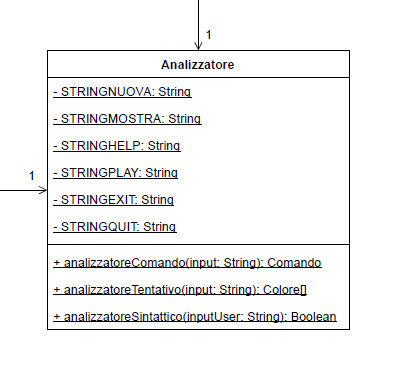 1
Analizzatore
- STRINGNUOVA: String
- STRINGMOSTRA: String
- STRINGHELP: String
1
- STRINGPLAY: String
- STRINGEXIT: String
- STRINGQUIT: String
+ analizzatoreComando(input: String): Comando
+ analizzatoreTentativo(input: String): Colore[]
+ analizzatoreSintattico(inputUser: String): Boolean